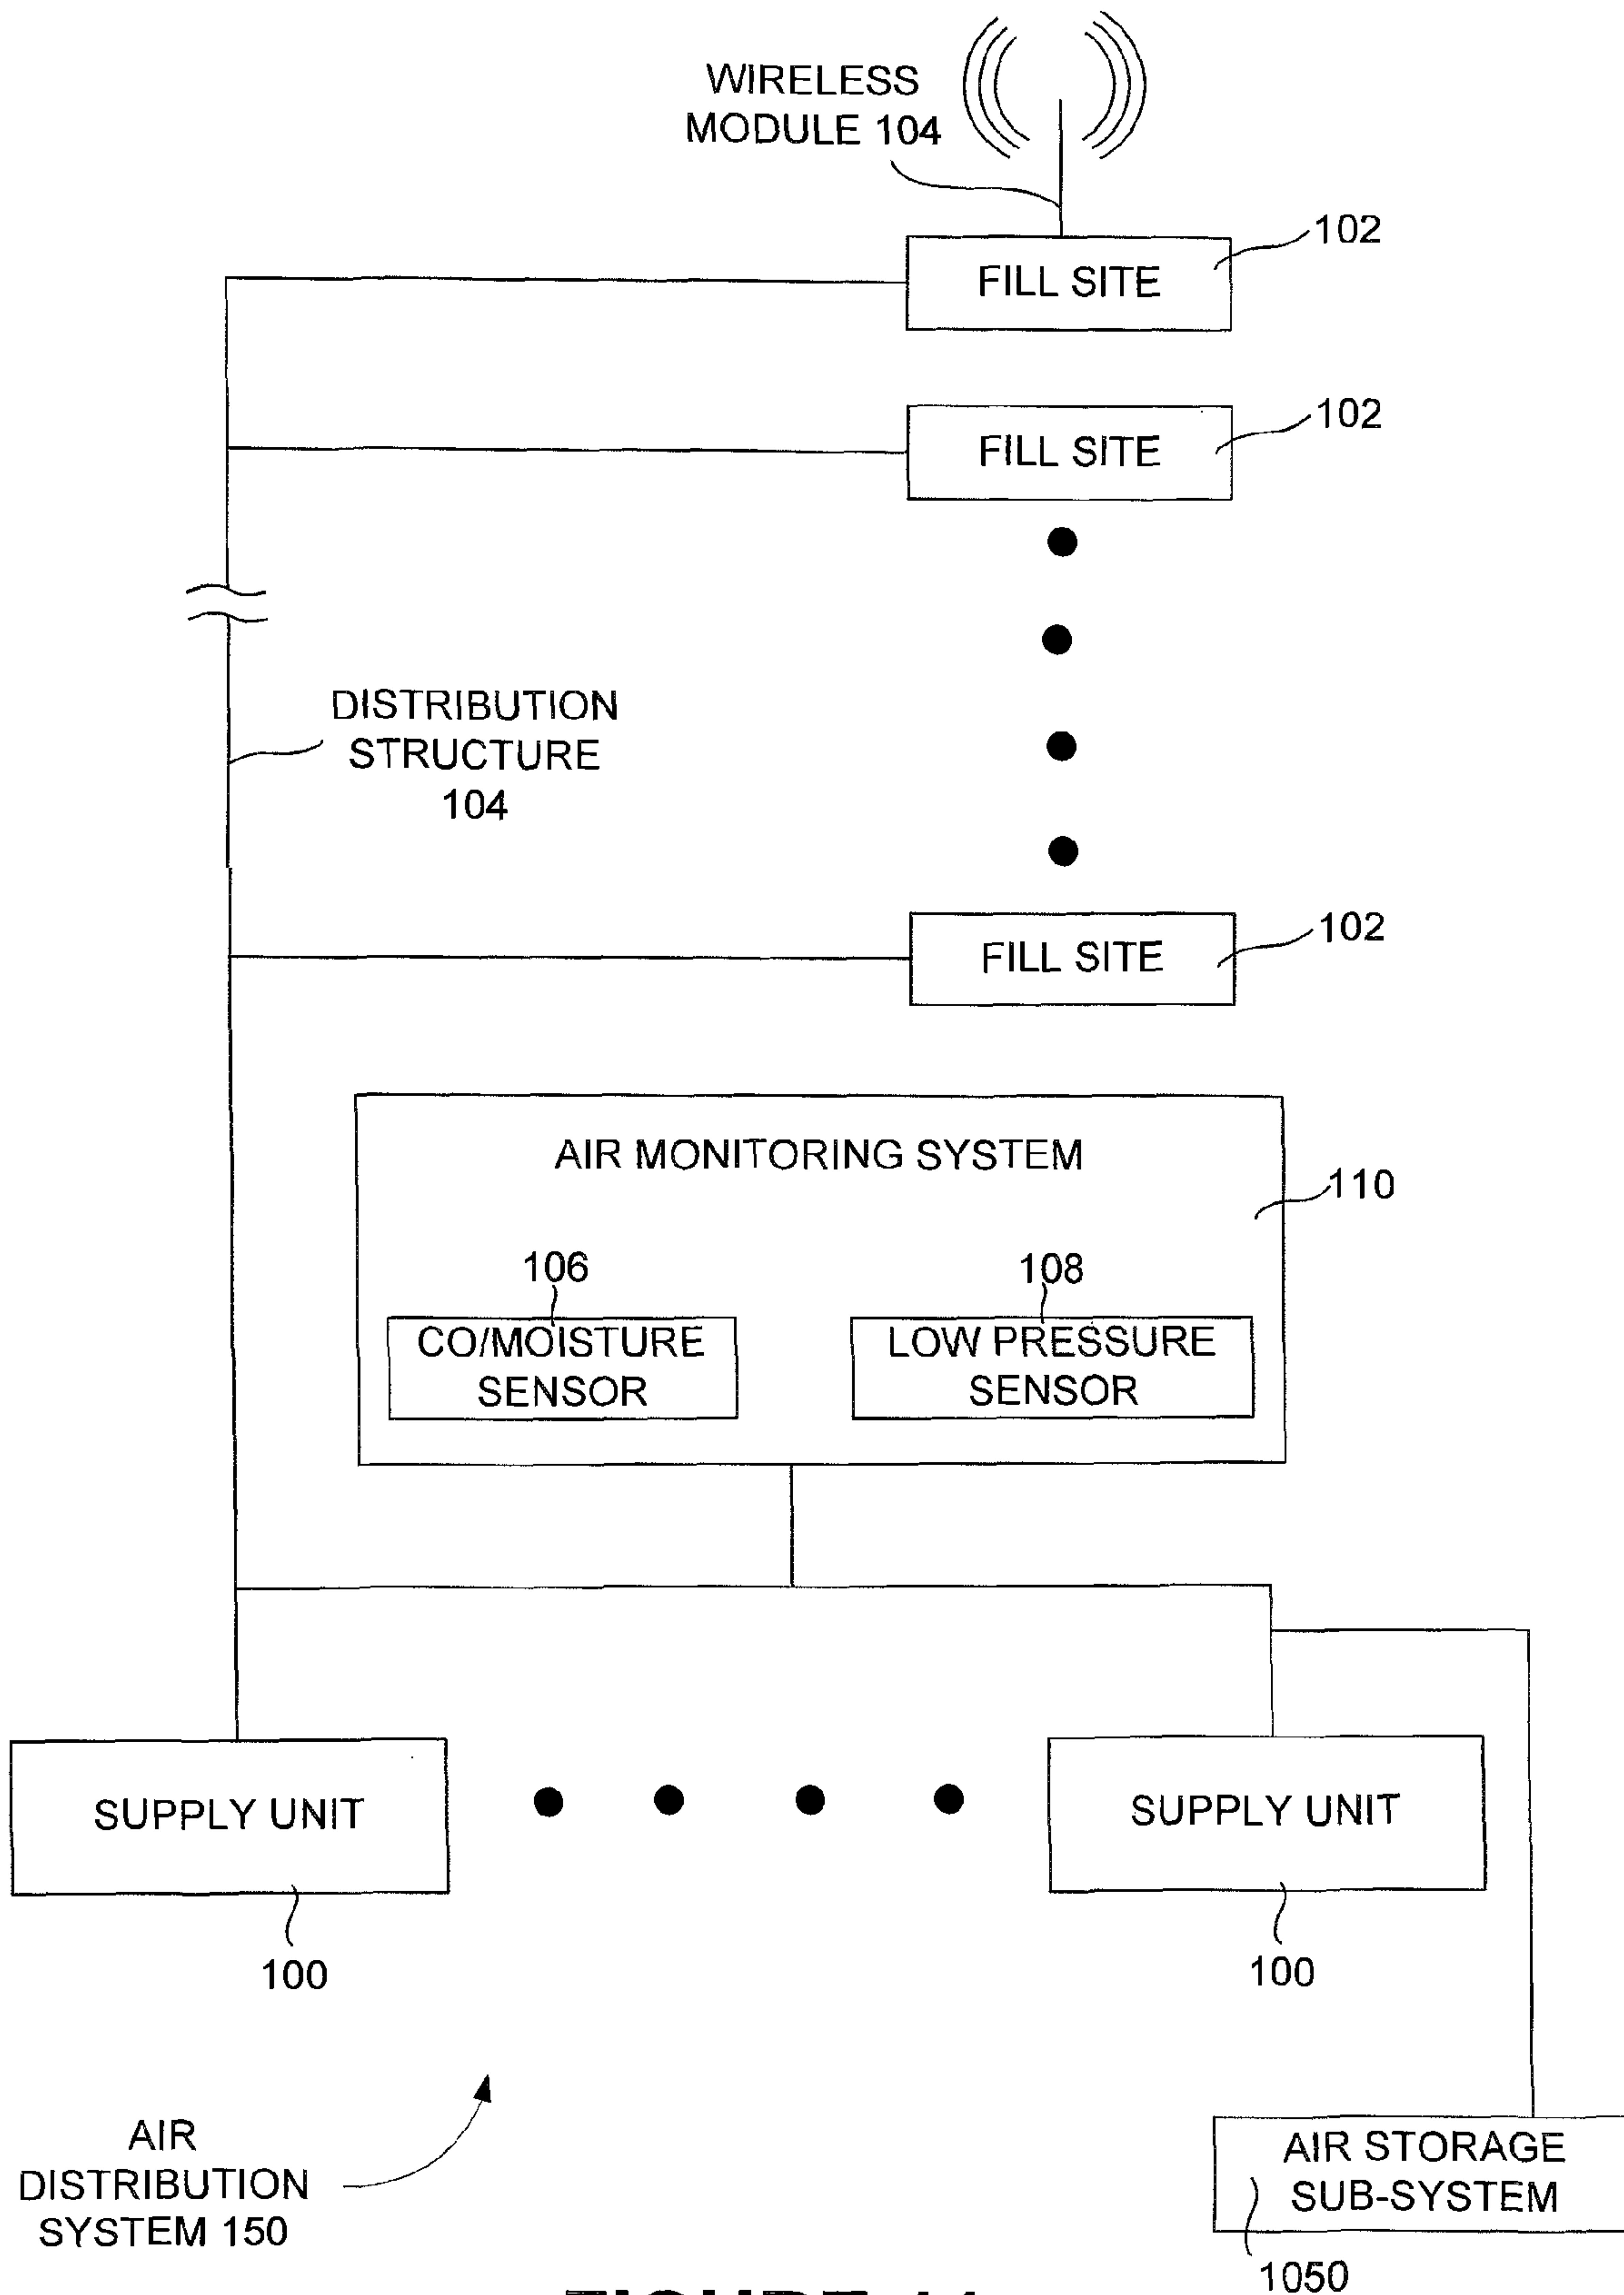 WIRELESS
MODULE 104
102
FILL SITE
102
FILL SITE
DISTRIBUTION
STRUCTURE
104
102
FILL SITE
AIR MONITORING SYSTEM
110
106
108
CO/MOISTURE
SENSOR
LOW PRESSURE
SENSOR
SUPPLY UNIT
SUPPLY UNIT
100
100
AIR
DISTRIBUTION
SYSTEM 150
AIR STORAGE
SUB-SYSTEM
1050